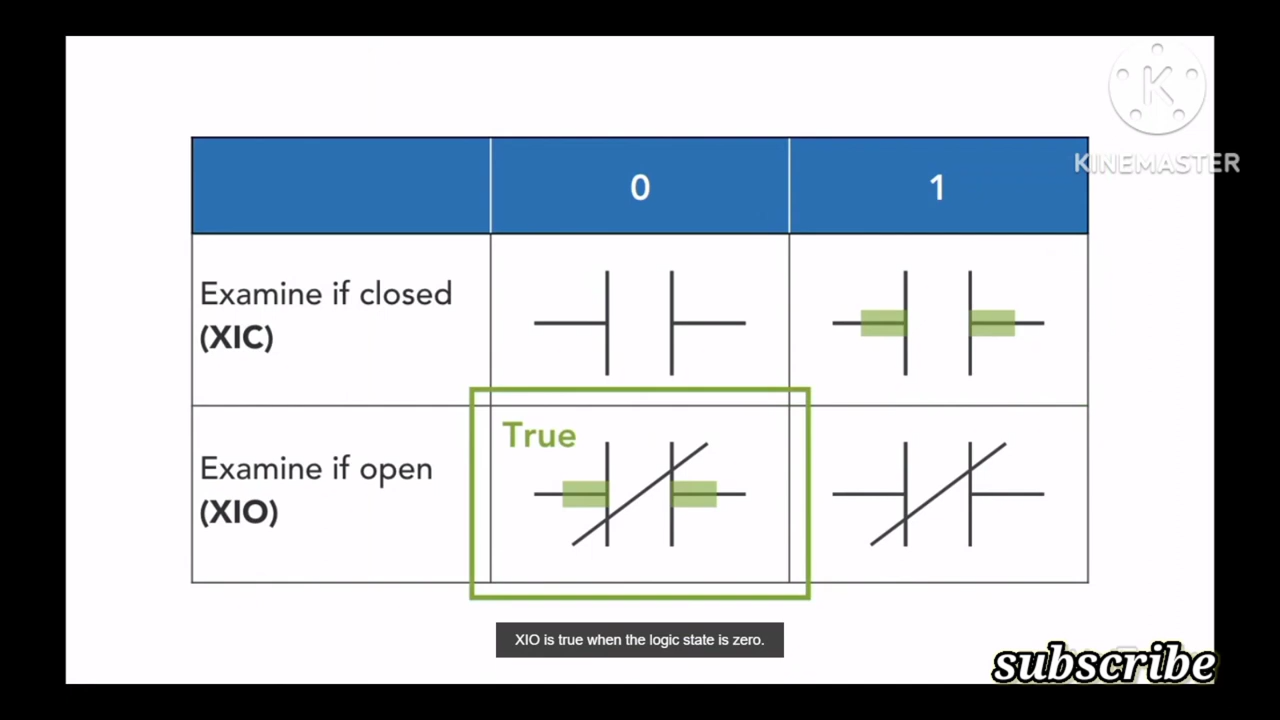 KINEMASTER
0
1
Examine if closed
(XIC)
True
Examine if open
(XIO)
XIO is true when the logic state is zero.
subscribe